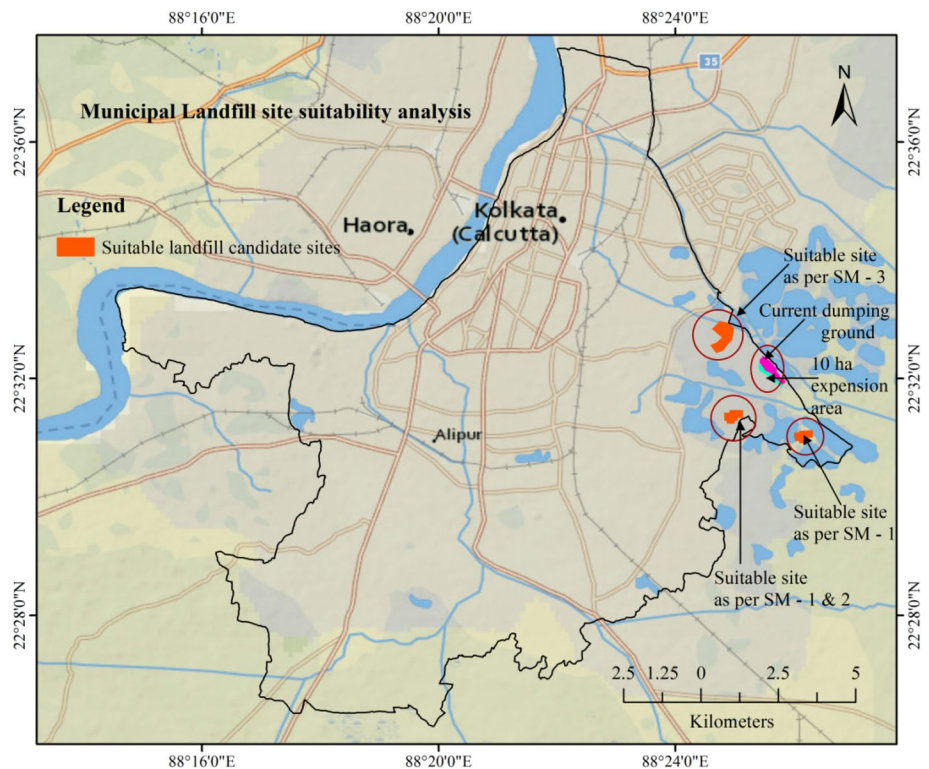 88°16'0"E
88°20'0"E
88°24'0"E
35
N
Municipal Landfill site suitability analysis
22°36'0"N
22°36'0"N
Legend
Suitable landfill candidate sites
Haora
Kolkata
(Calcutta)
Suitable site
as per SM - 3
Current dumping
ground
10 ha
expension
area
22°32'0"N
22°32'0"N
Alipur
Suitable site
as per SM - 1
Suitable site
as per SM - 1 & 2
22°28'0"N
22°28'0"N
2.5 1.25 0 2.5 5
Kilometers
88°16'0"E
88°20'0"E
88°24'0"E